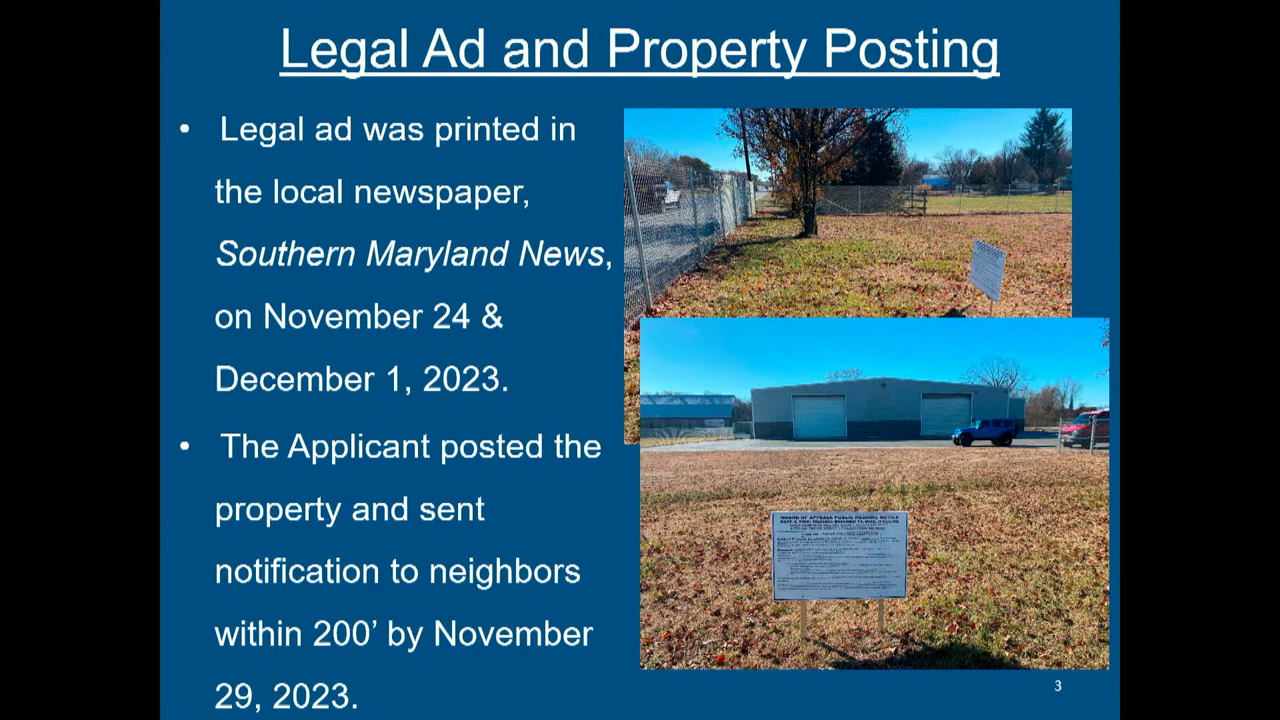 Legal Ad and Property Posting
• Legal ad was printed in
the local newspaper,
Southern Maryland News,
on November 24 &
December 1, 2023.
• The Applicant posted the
property and sent
notification to neighbors
within 200’ by November
29, 2023.
BOARD OF APPEALS PUBLIC HEARING NOTICE
3